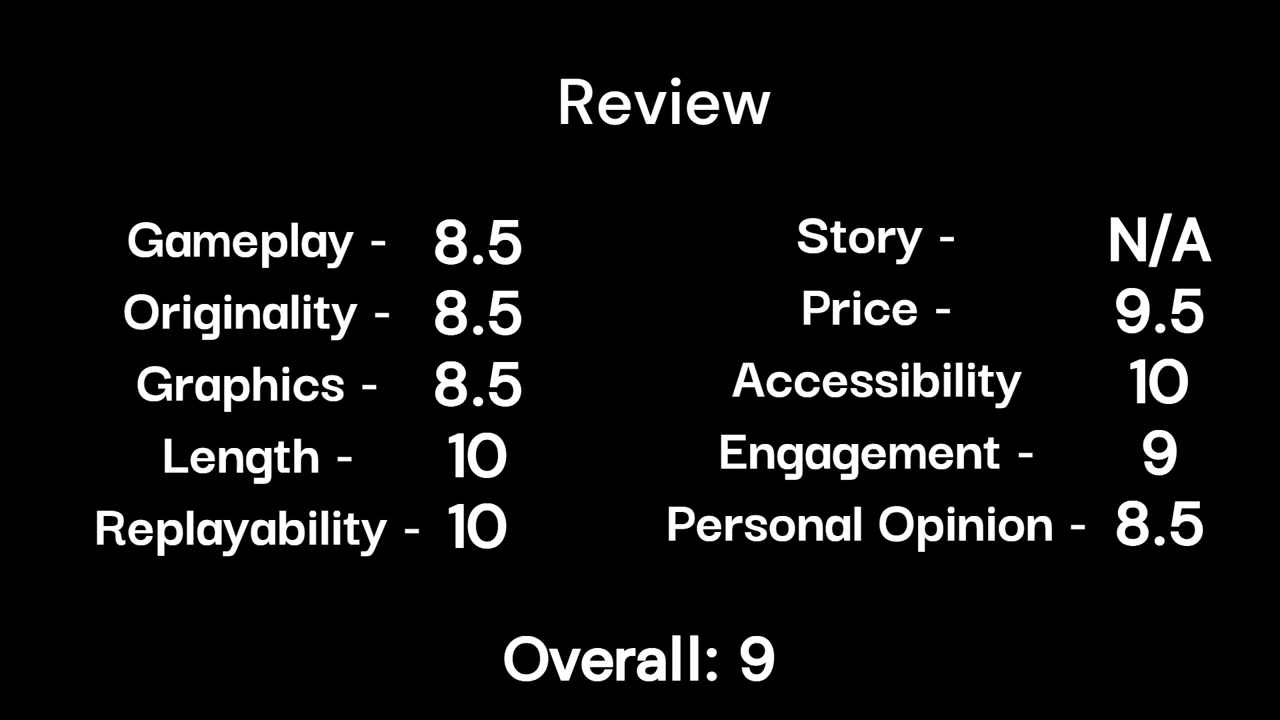 Review
Gameplay - 8.5
Originality - 8.5
Graphics - 8.5
Length - 10
Replayability - 10
Story - N/A
Price - 9.5
Accessibility 10
Engagement - 9
Personal Opinion - 8.5
Overall: 9